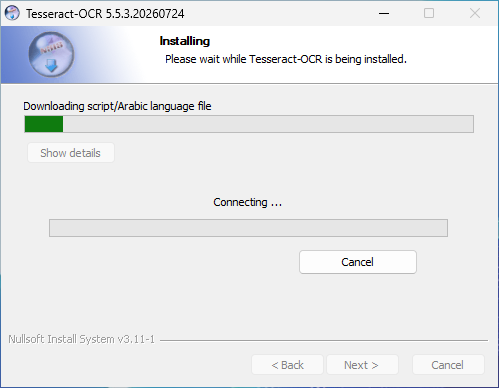 Tesseract-OCR 5.5.3.20260724
Installing
Please wait while Tesseract-OCR is being installed.
Downloading script/Arabic language file
Show details
Connecting ...
Cancel
Nullsoft Install System v3.11-1
< Back Next > Cancel